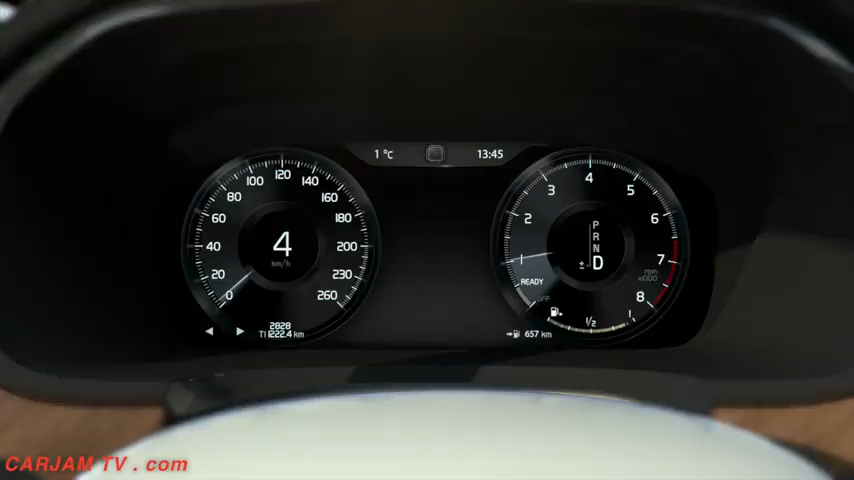 1 °C
13:45
0
20
40
60
80
100
120
140
160
180
200
230
260
4
km/h
2828
T1 1222.4 km
1
2
3
4
5
6
7
8
rpm
x1000
P
R
N
D
+
−
READY
OFF
1/2
1
657 km
CARJAM TV . com